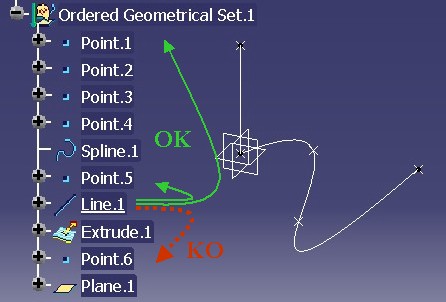 Ordered Geometrical Set.1
Point.1
Point.2
Point.3
Point.4
OK
Spline.1
Point.5
Line.1
Extrude.1
KO
Point.6
Plane.1